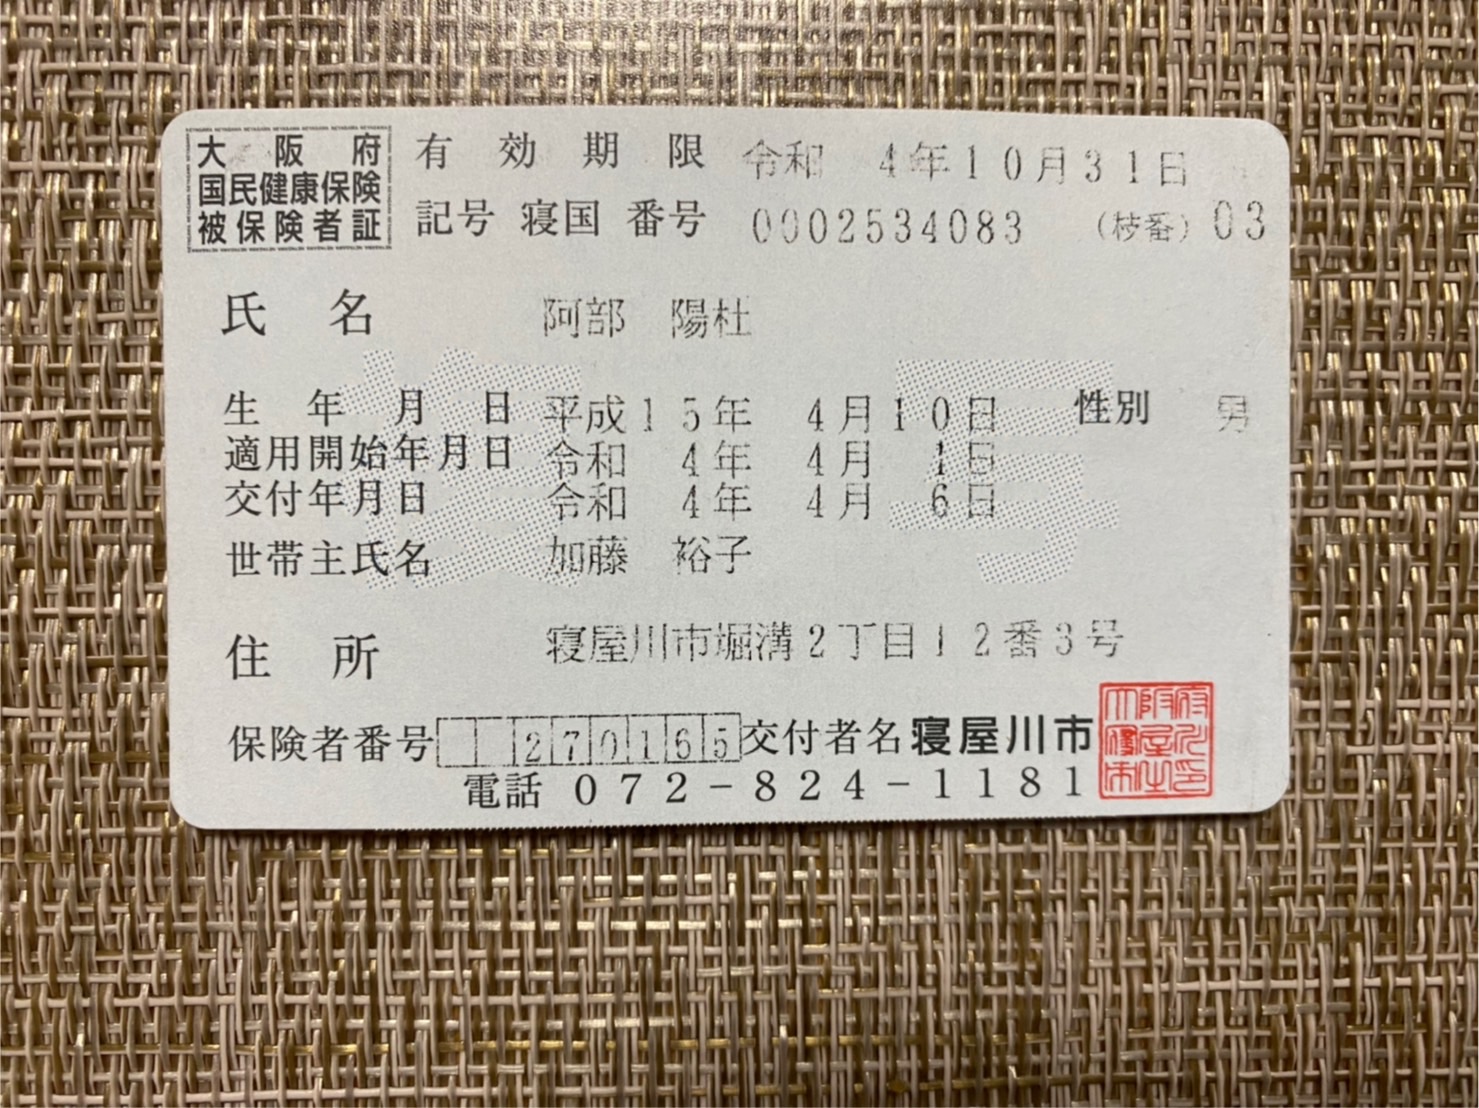 大阪府
国民健康保険
被保険者証
有効期限 令和 4年10月31日
記号 寝国 番号 0002534083 (枝番) 03
氏名 阿部 陽杜
生年月日 平成15年 4月10日 性別 男
適用開始年月日 令和 4年 4月 1日
交付年月日 令和 4年 4月 6日
世帯主氏名 加藤 裕子
複写
住所 寝屋川市堀溝2丁目12番3号
保険者番号 270165 交付者名 寝屋川市
電話 072-824-1181